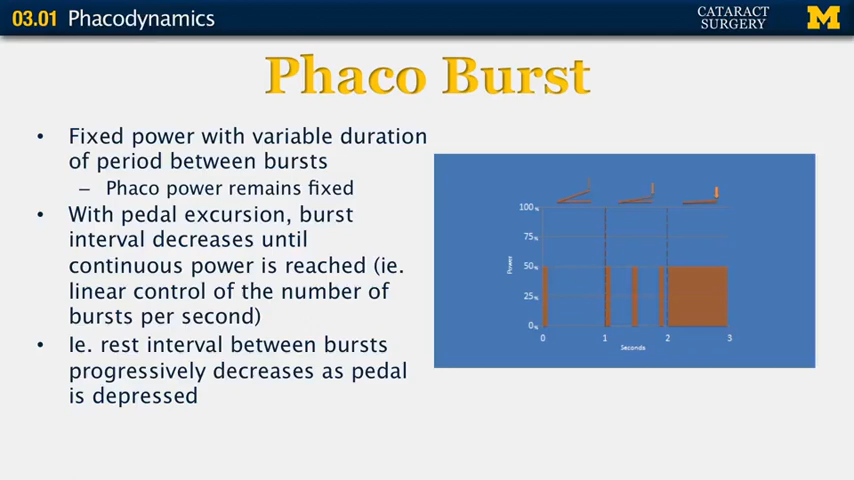 03.01 Phacodynamics
CATARACT
SURGERY
M
Phaco Burst
• Fixed power with variable duration
of period between bursts
– Phaco power remains fixed
• With pedal excursion, burst
interval decreases until
continuous power is reached (ie.
linear control of the number of
bursts per second)
• Ie. rest interval between bursts
progressively decreases as pedal
is depressed
100%
75%
50%
25%
0%
Power
0 1 2 3
Seconds